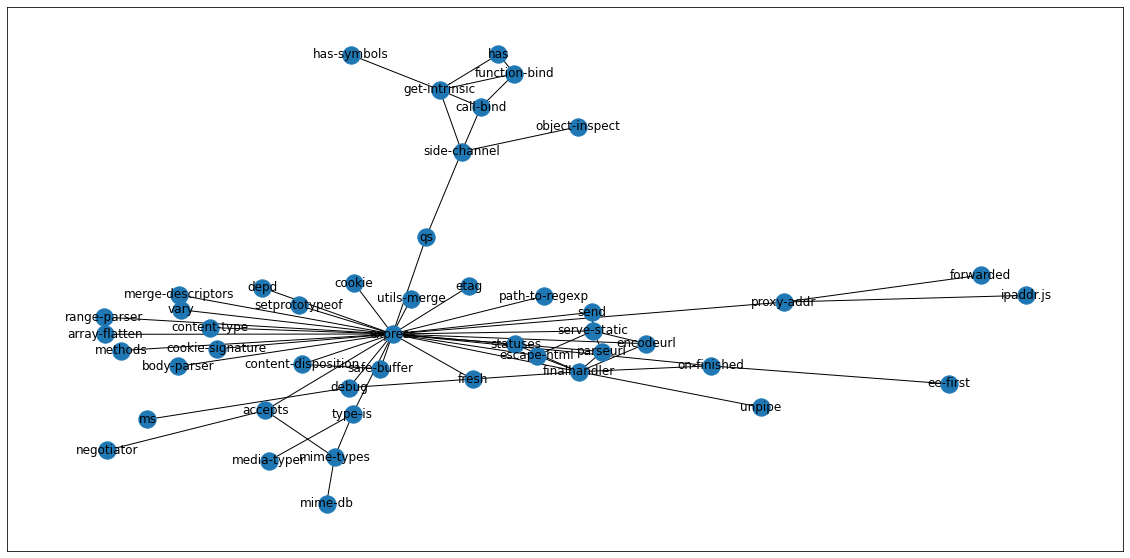 has-symbols
has
function-bind
get-intrinsic
call-bind
object-inspect
side-channel
qs
forwarded
depd
cookie
etag
merge-descriptors
utils-merge
path-to-regexp
ipaddr.js
proxy-addr
setprototypeof
vary
send
range-parser
content-type
serve-static
array-flatten
express
statuses
encodeurl
methods
cookie-signature
escape-html
parseurl
body-parser
content-disposition
safe-buffer
finalhandler
on-finished
fresh
ee-first
debug
accepts
type-is
unpipe
ms
negotiator
media-typer
mime-types
mime-db